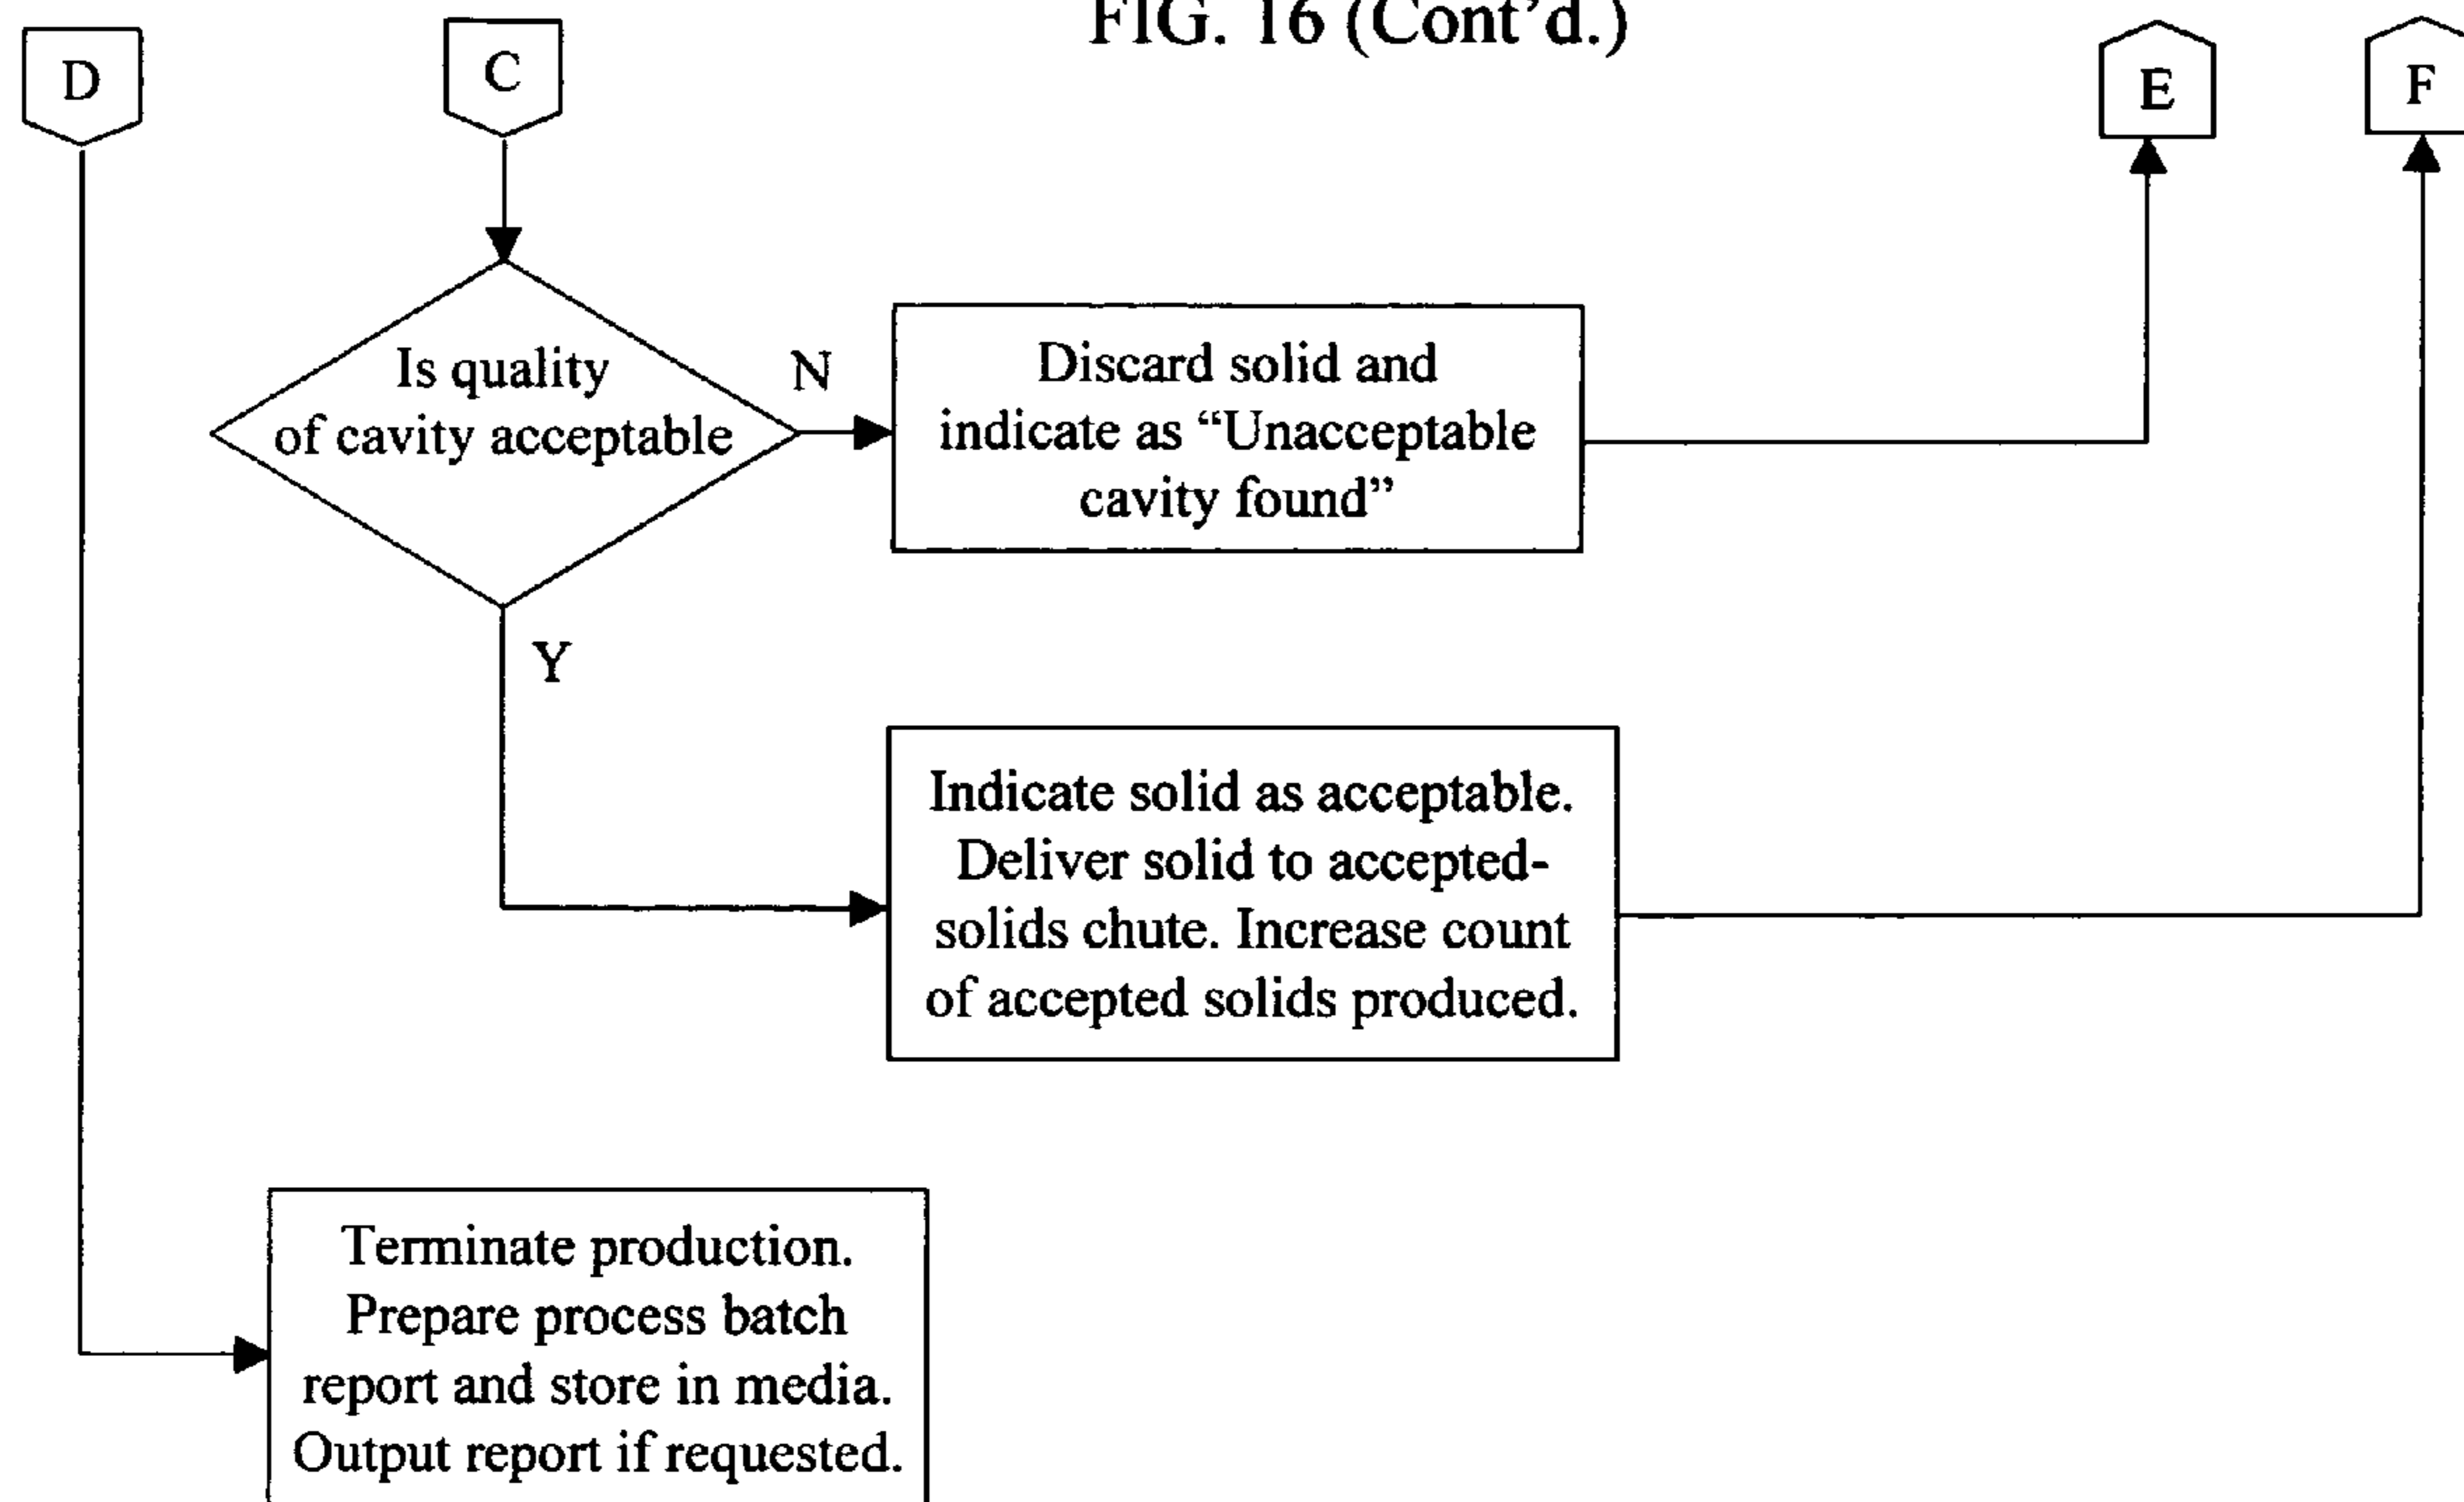 FIG. 16 (Cont’d.)
D
C
E
F
Is quality
of cavity acceptable
N
Discard solid and
indicate as “Unacceptable
cavity found”
Y
Indicate solid as acceptable.
Deliver solid to accepted-
solids chute. Increase count
of accepted solids produced.
Terminate production.
Prepare process batch
report and store in media.
Output report if requested.